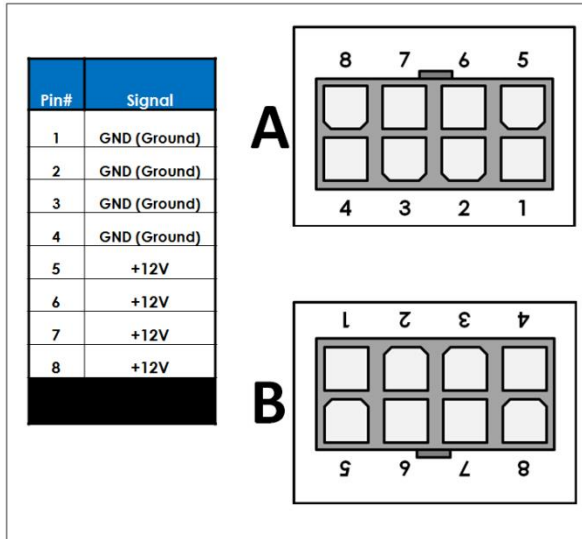 Pin# Signal
1 GND (Ground)
2 GND (Ground)
3 GND (Ground)
4 GND (Ground)
5 +12V
6 +12V
7 +12V
8 +12V
A
8 7 6 5
4 3 2 1
B
1 2 3 4
5 6 7 8